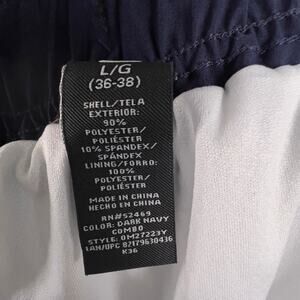 L/G
(36-38)
SHELL/TELA
EXTERIOR:
90%
POLYESTER/
POLIÉSTER
10% SPANDEX/
SPÁNDEX
LINING/FORRO:
100%
POLYESTER/
POLIÉSTER
MADE IN CHINA
HECHO EN CHINA
RN#52469
COLOR: DARK NAVY
COMBO
STYLE: 0M27223Y
EAN/UPC 82179630436
K36